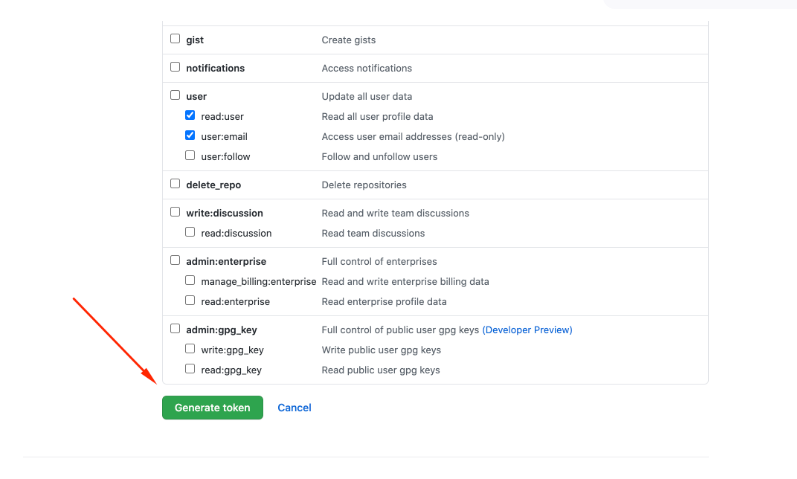 gist Create gists
notifications Access notifications
user Update all user data
read:user Read all user profile data
user:email Access user email addresses (read-only)
user:follow Follow and unfollow users
delete_repo Delete repositories
write:discussion Read and write team discussions
read:discussion Read team discussions
admin:enterprise Full control of enterprises
manage_billing:enterprise Read and write enterprise billing data
read:enterprise Read enterprise profile data
admin:gpg_key Full control of public user gpg keys (Developer Preview)
write:gpg_key Write public user gpg keys
read:gpg_key Read public user gpg keys
Generate token Cancel